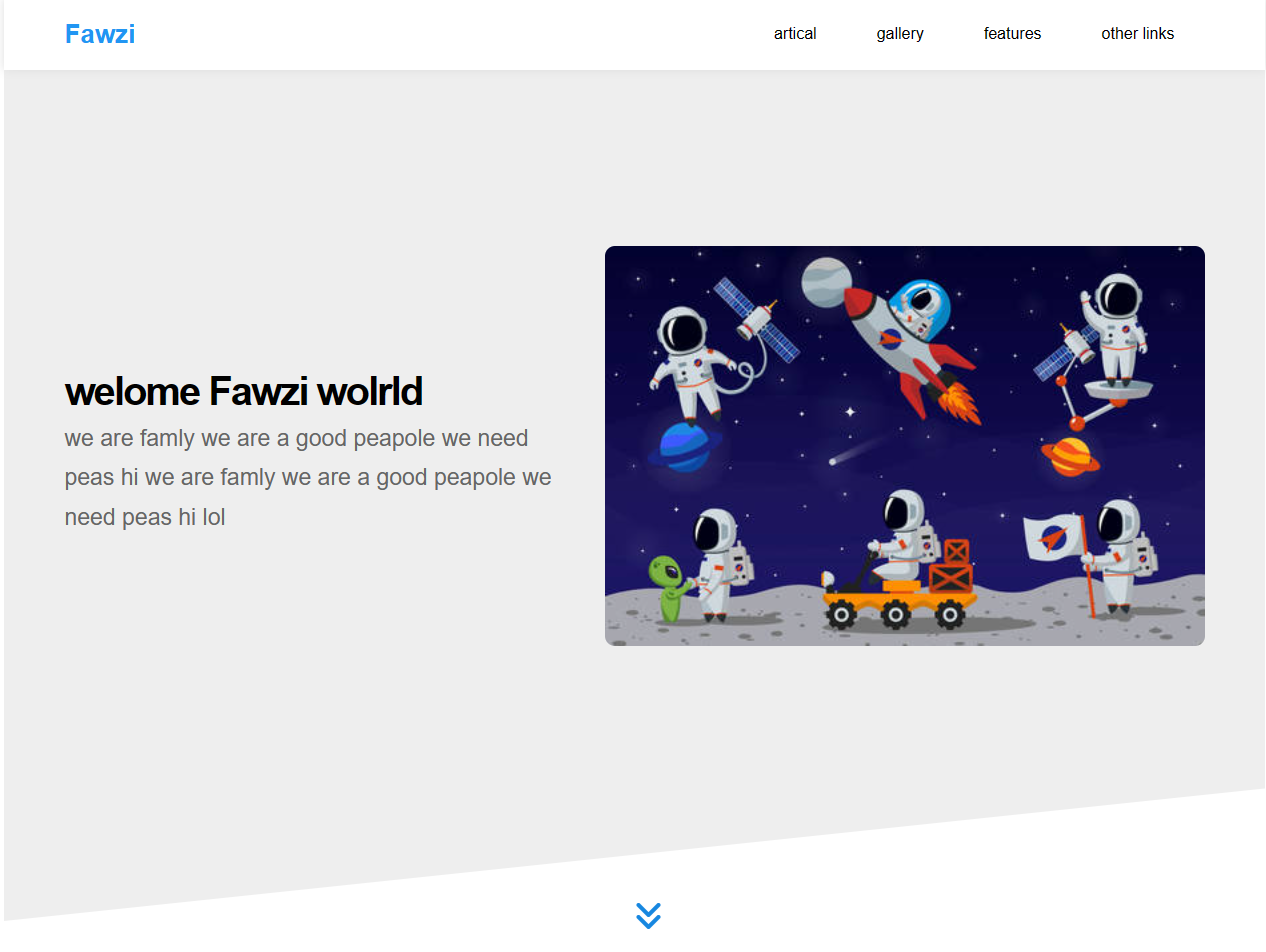 Fawzi
artical gallery features other links
welome Fawzi wolrld
we are famly we are a good peapole we need
peas hi we are famly we are a good peapole we
need peas hi lol